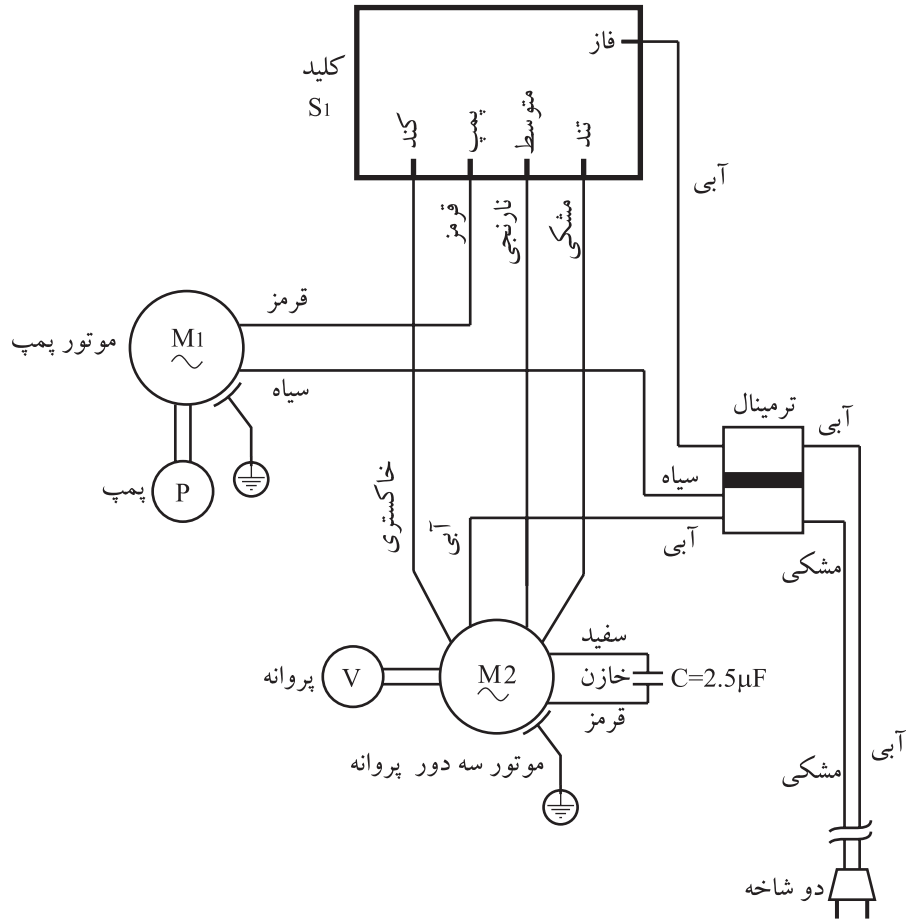 فاز
کلید
S1
کند
پمپ
متوسط
تند
آبی
قرمز
نارنجی
مشکی
قرمز
M1
موتور پمپ
سیاه
ترمینال
آبی
سیاه
P
پمپ
خاکستری
آبی
آبی
مشکی
سفید
M2
خازن
C=2.5µF
V
پروانه
قرمز
موتور سه دور پروانه
آبی
مشکی
دو شاخه